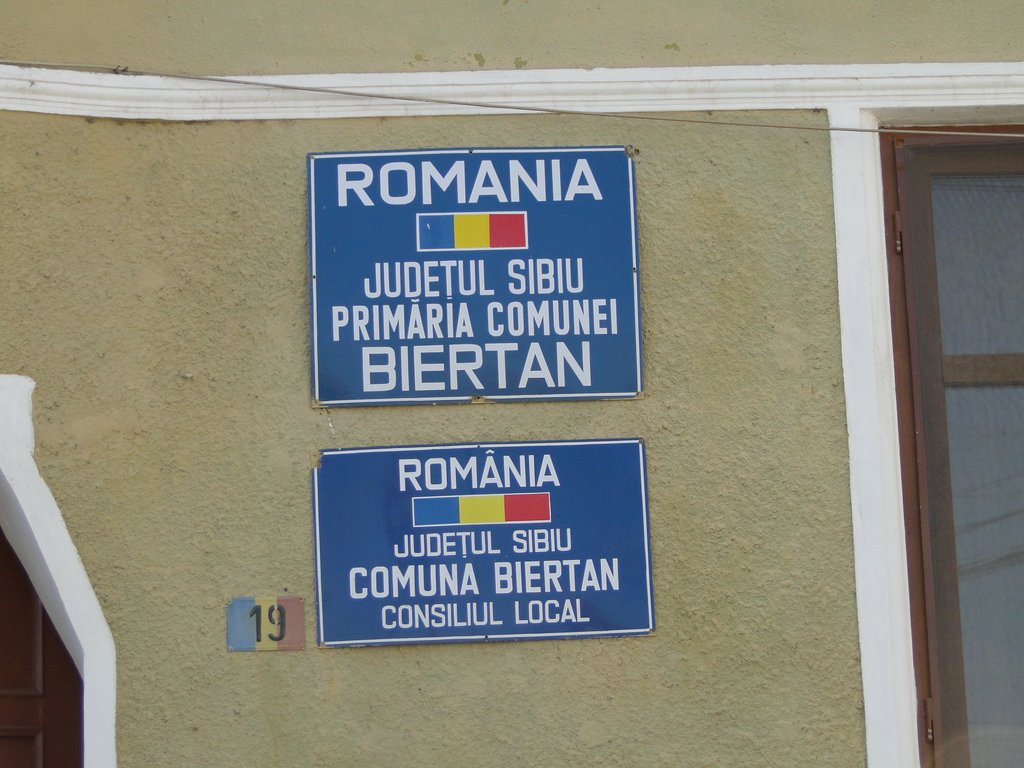 ROMANIA
JUDEȚUL SIBIU
PRIMĂRIA COMUNEI
BIERTAN
ROMÂNIA
JUDEȚUL SIBIU
COMUNA BIERTAN
CONSILIUL LOCAL
19